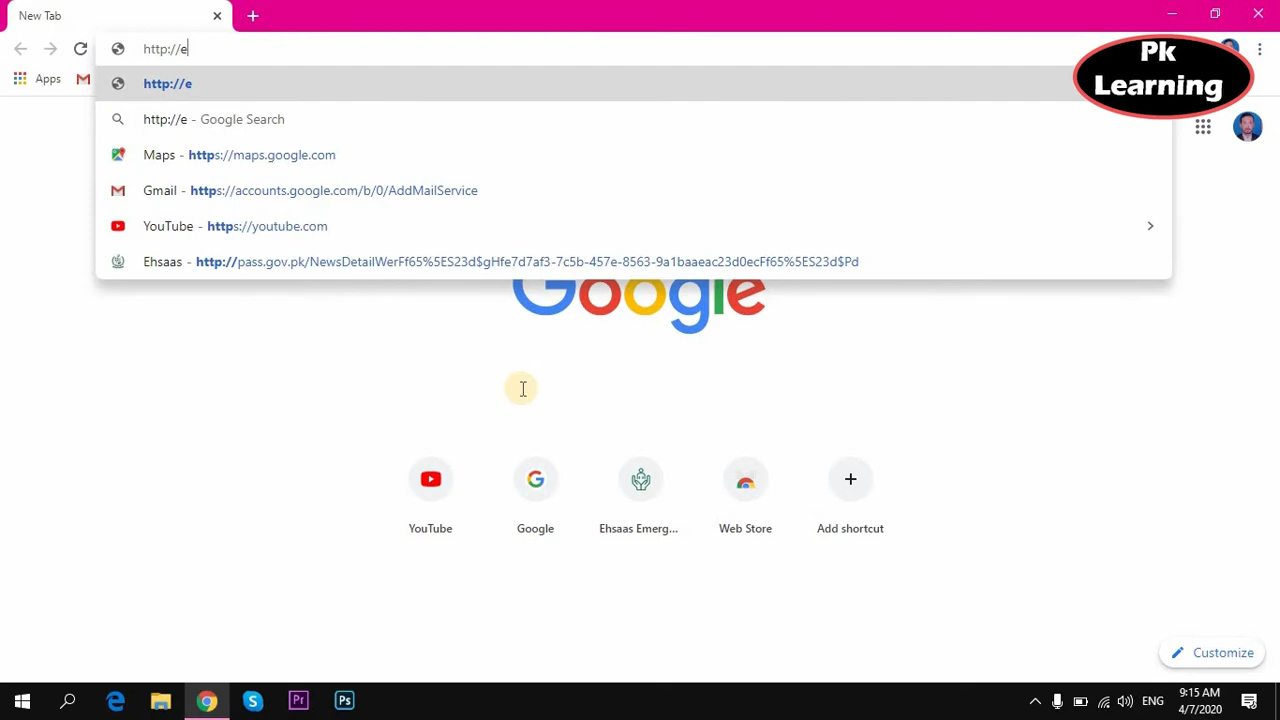 New Tab
http://e
Pk
Learning
Apps
http://e
http://e - Google Search
Maps - https://maps.google.com
Gmail - https://accounts.google.com/b/0/AddMailService
YouTube - https://youtube.com
Ehsaas - http://pass.gov.pk/NewsDetailWerFf65%5ES23d$gHfe7d7af3-7c5b-457e-8563-9a1baaeac23d0ecFf65%5ES23d$Pd
Google
YouTube
Google
Ehsaas Emerg...
Web Store
Add shortcut
Customize
Pr
Ps
ENG
9:15 AM
4/7/2020